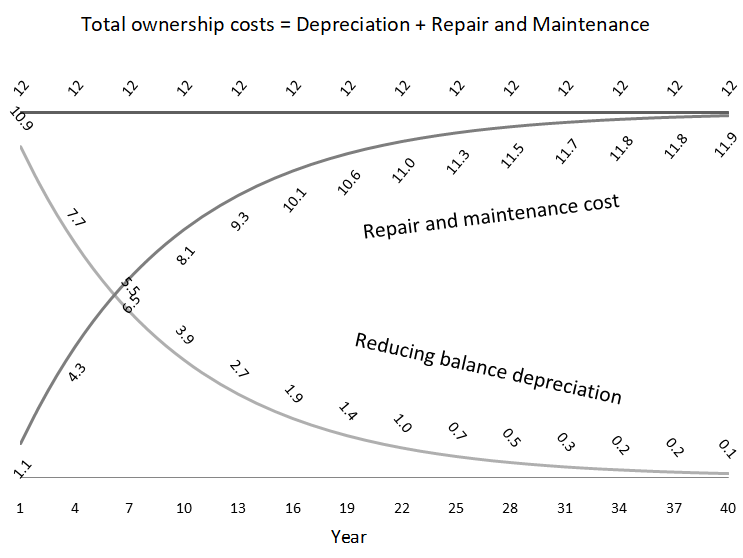 Total ownership costs = Depreciation + Repair and Maintenance
12 12 12 12 12 12 12 12 12 12 12 12 12 12
10.9 7.7 5.5 3.9 2.7 1.9 1.4 1.0 0.7 0.5 0.3 0.2 0.2 0.1
1.1 4.3 6.5 8.1 9.3 10.1 10.6 11.0 11.3 11.5 11.7 11.8 11.8 11.9
Repair and maintenance cost
Reducing balance depreciation
1 4 7 10 13 16 19 22 25 28 31 34 37 40
Year